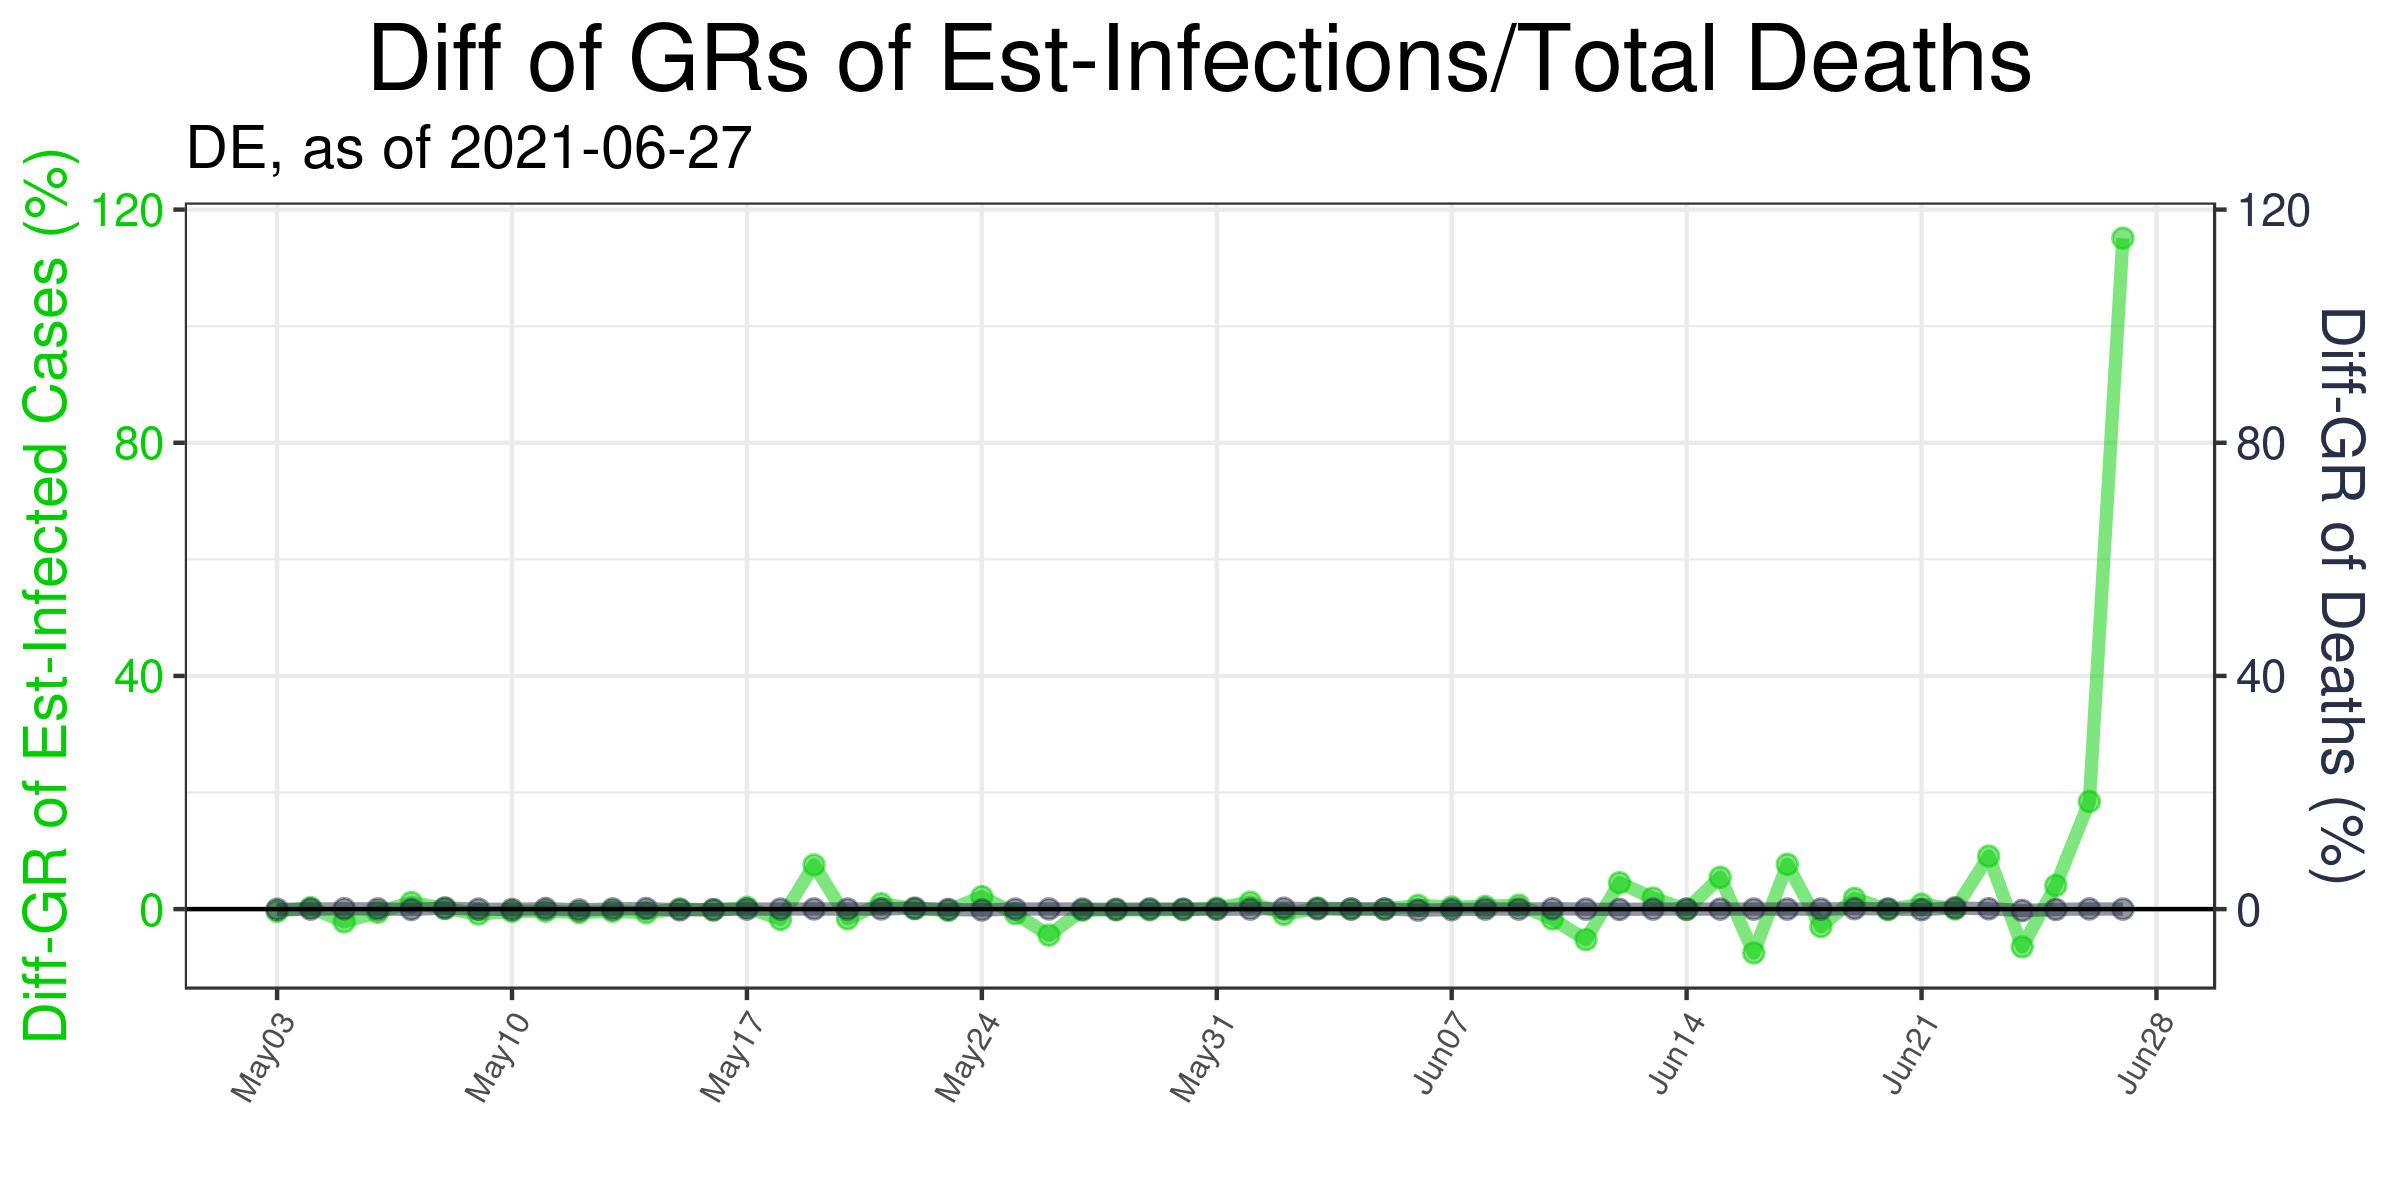 Diff of GRs of Est-Infections/Total Deaths
DE, as of 2021-06-27
Diff-GR of Est-Infected Cases (%)
120
80
40
0
120
80
40
0
Diff-GR of Deaths (%)
May03
May10
May17
May24
May31
Jun07
Jun14
Jun21
Jun28